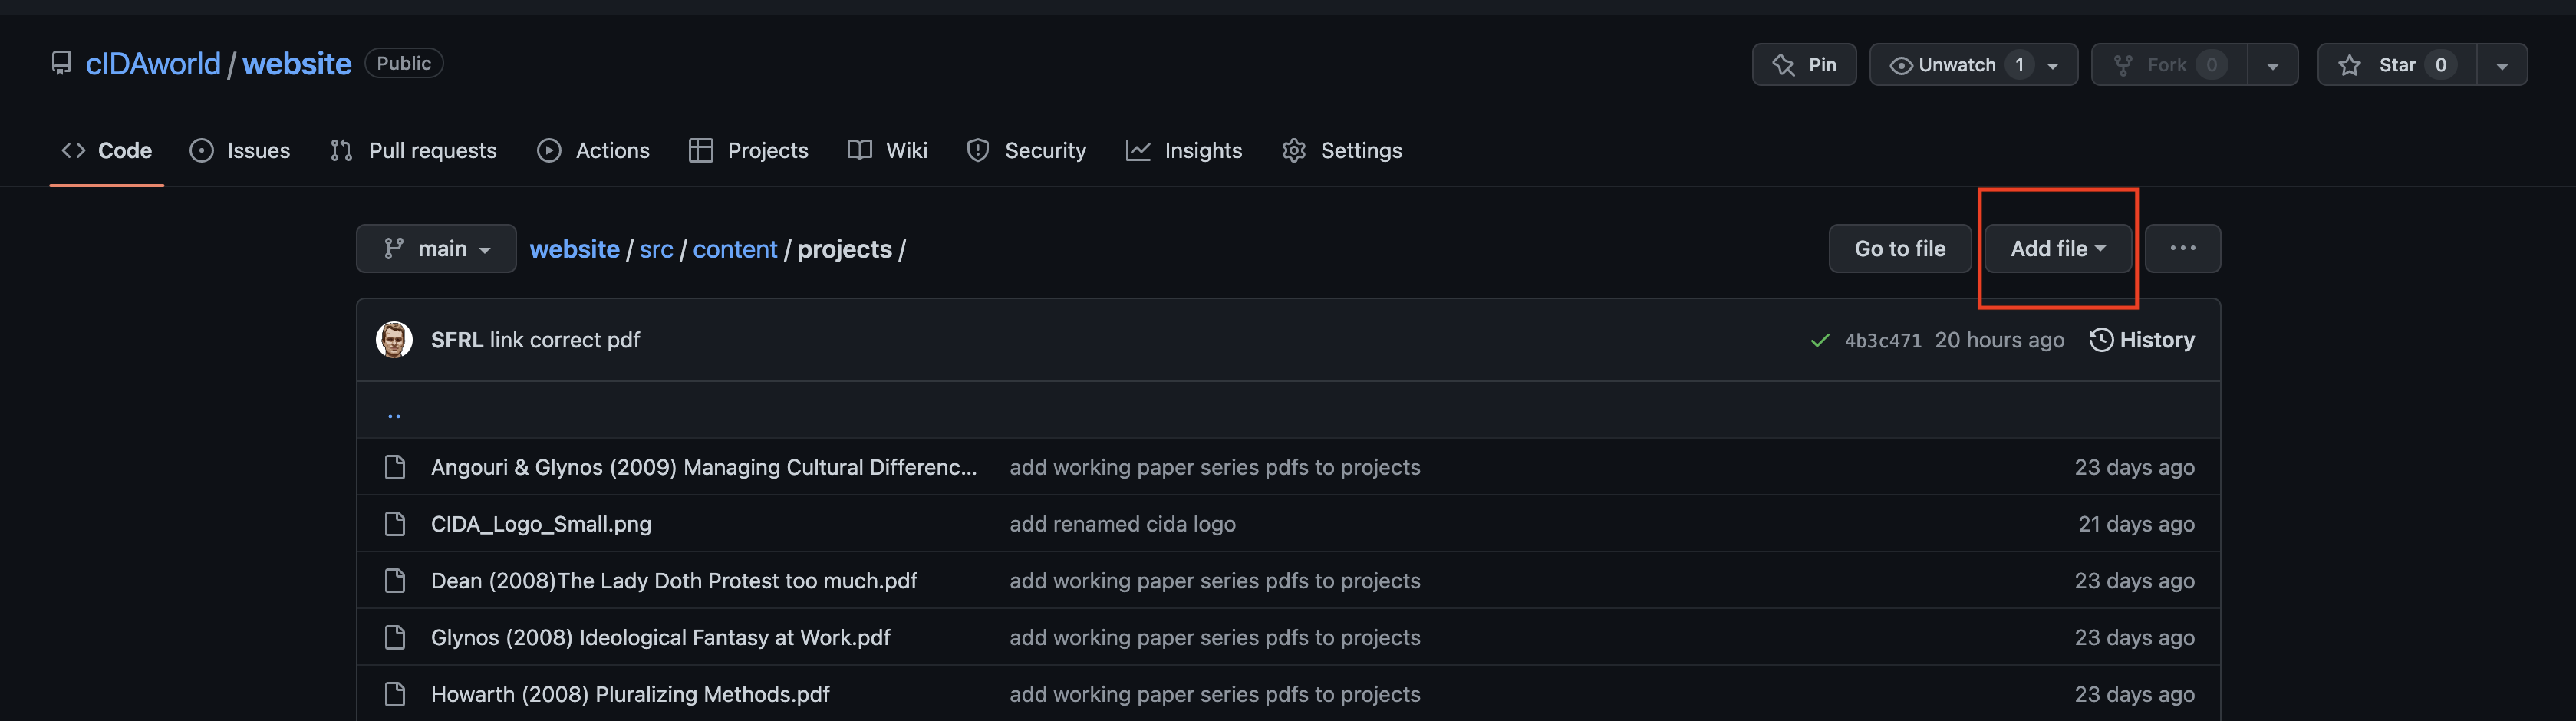 cIDAworld / website Public Pin Unwatch 1 Fork 0 Star 0
Code Issues Pull requests Actions Projects Wiki Security Insights Settings
main website / src / content / projects / Go to file Add file ...
SFRL link correct pdf 4b3c471 20 hours ago History
..
Angouri & Glynos (2009) Managing Cultural Differenc... add working paper series pdfs to projects 23 days ago
CIDA_Logo_Small.png add renamed cida logo 21 days ago
Dean (2008)The Lady Doth Protest too much.pdf add working paper series pdfs to projects 23 days ago
Glynos (2008) Ideological Fantasy at Work.pdf add working paper series pdfs to projects 23 days ago
Howarth (2008) Pluralizing Methods.pdf add working paper series pdfs to projects 23 days ago